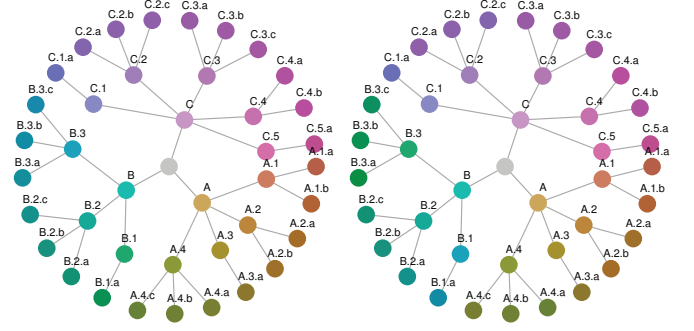 C.3.a
C.2.c
C.2.b
C.3.b
C.2.a
C.3.c
C.1.a
C.2
C.3
C.4.a
B.3.c
C.1
C.4.b
C
C.4
B.3.b
B.3
C.5
C.5.a
B.3.a
A.1
A.1.a
B
A.1.b
B.2.c
B.2
A
A.2
A.2.a
B.2.b
B.1
A.3
A.4
A.2.b
B.2.a
A.3.a
B.1.a
A.4.c
A.4.b
A.4.a
C.3.a
C.2.c
C.2.b
C.3.b
C.2.a
C.3.c
C.1.a
C.2
C.3
C.4.a
B.3.c
C.1
C.4.b
C
C.4
B.3.b
B.3
C.5
C.5.a
B.3.a
A.1
A.1.a
B
A.1.b
B.2.c
B.2
A
A.2
A.2.a
B.2.b
B.1
A.3
A.4
A.2.b
B.2.a
A.3.a
B.1.a
A.4.c
A.4.b
A.4.a